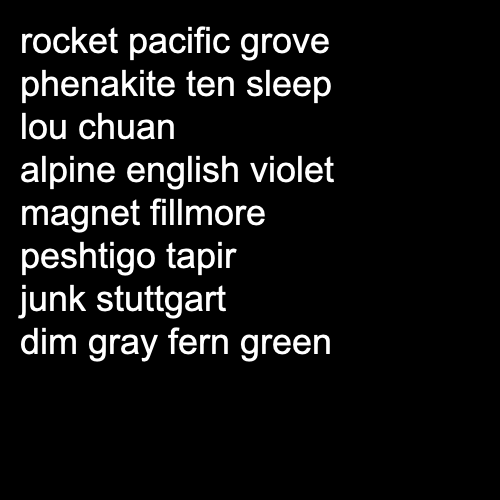 rocket pacific grove
phenakite ten sleep
lou chuan
alpine english violet
magnet fillmore
peshtigo tapir
junk stuttgart
dim gray fern green